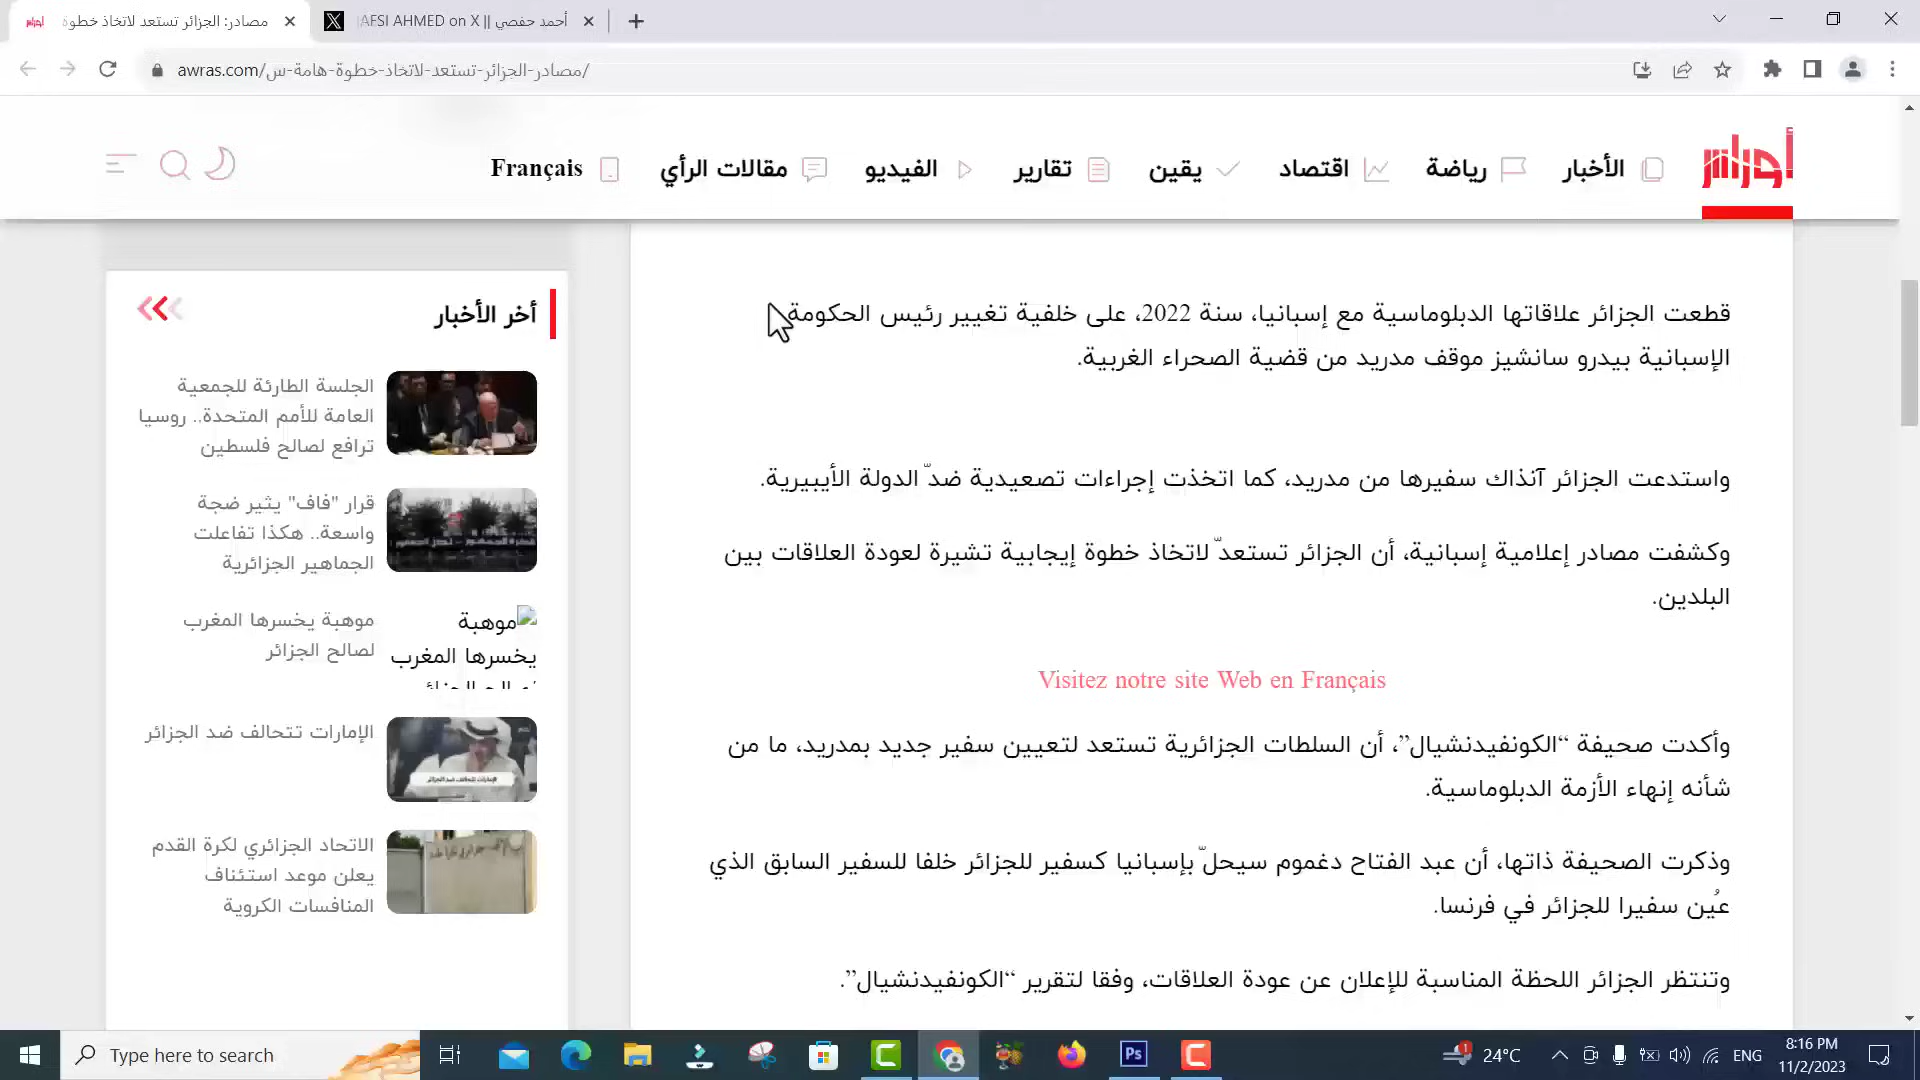 مصادر: الجزائر تستعد لاتخاذ خطوة
AFSI AHMED on X || أحمد حفصي
awras.com/مصادر-الجزائر-تستعد-لاتخاذ-خطوة-هامة-س/
أوراس
الأخبار
رياضة
اقتصاد
يقين
تقارير
الفيديو
مقالات الرأي
Français
قطعت الجزائر علاقاتها الدبلوماسية مع إسبانيا، سنة 2022، على خلفية تغيير رئيس الحكومة
الإسبانية بيدرو سانشيز موقف مدريد من قضية الصحراء الغربية.
واستدعت الجزائر آنذاك سفيرها من مدريد، كما اتخذت إجراءات تصعيدية ضدّ الدولة الأيبيرية.
وكشفت مصادر إعلامية إسبانية، أن الجزائر تستعدّ لاتخاذ خطوة إيجابية تشيرة لعودة العلاقات بين
البلدين.
Visitez notre site Web en Français
وأكدت صحيفة “الكونفيدنشيال”، أن السلطات الجزائرية تستعد لتعيين سفير جديد بمدريد، ما من
شأنه إنهاء الأزمة الدبلوماسية.
وذكرت الصحيفة ذاتها، أن عبد الفتاح دغموم سيحلّ بإسبانيا كسفير للجزائر خلفا للسفير السابق الذي
عُين سفيرا للجزائر في فرنسا.
وتنتظر الجزائر اللحظة المناسبة للإعلان عن عودة العلاقات، وفقا لتقرير “الكونفيدنشيال”.
أخر الأخبار
الجلسة الطارئة للجمعية
العامة للأمم المتحدة.. روسيا
ترافع لصالح فلسطين
قرار "فاف" يثير ضجة
واسعة.. هكذا تفاعلت
الجماهير الجزائرية
موهبة
يخسرها المغرب
موهبة يخسرها المغرب
لصالح الجزائر
الإمارات تتحالف ضد الجزائر
الإمارات تتحالف ضد الجزائر
الاتحاد الجزائري لكرة القدم
يعلن موعد استئناف
المنافسات الكروية
Type here to search
Ps
1
24°C
ENG
8:16 PM
11/2/2023